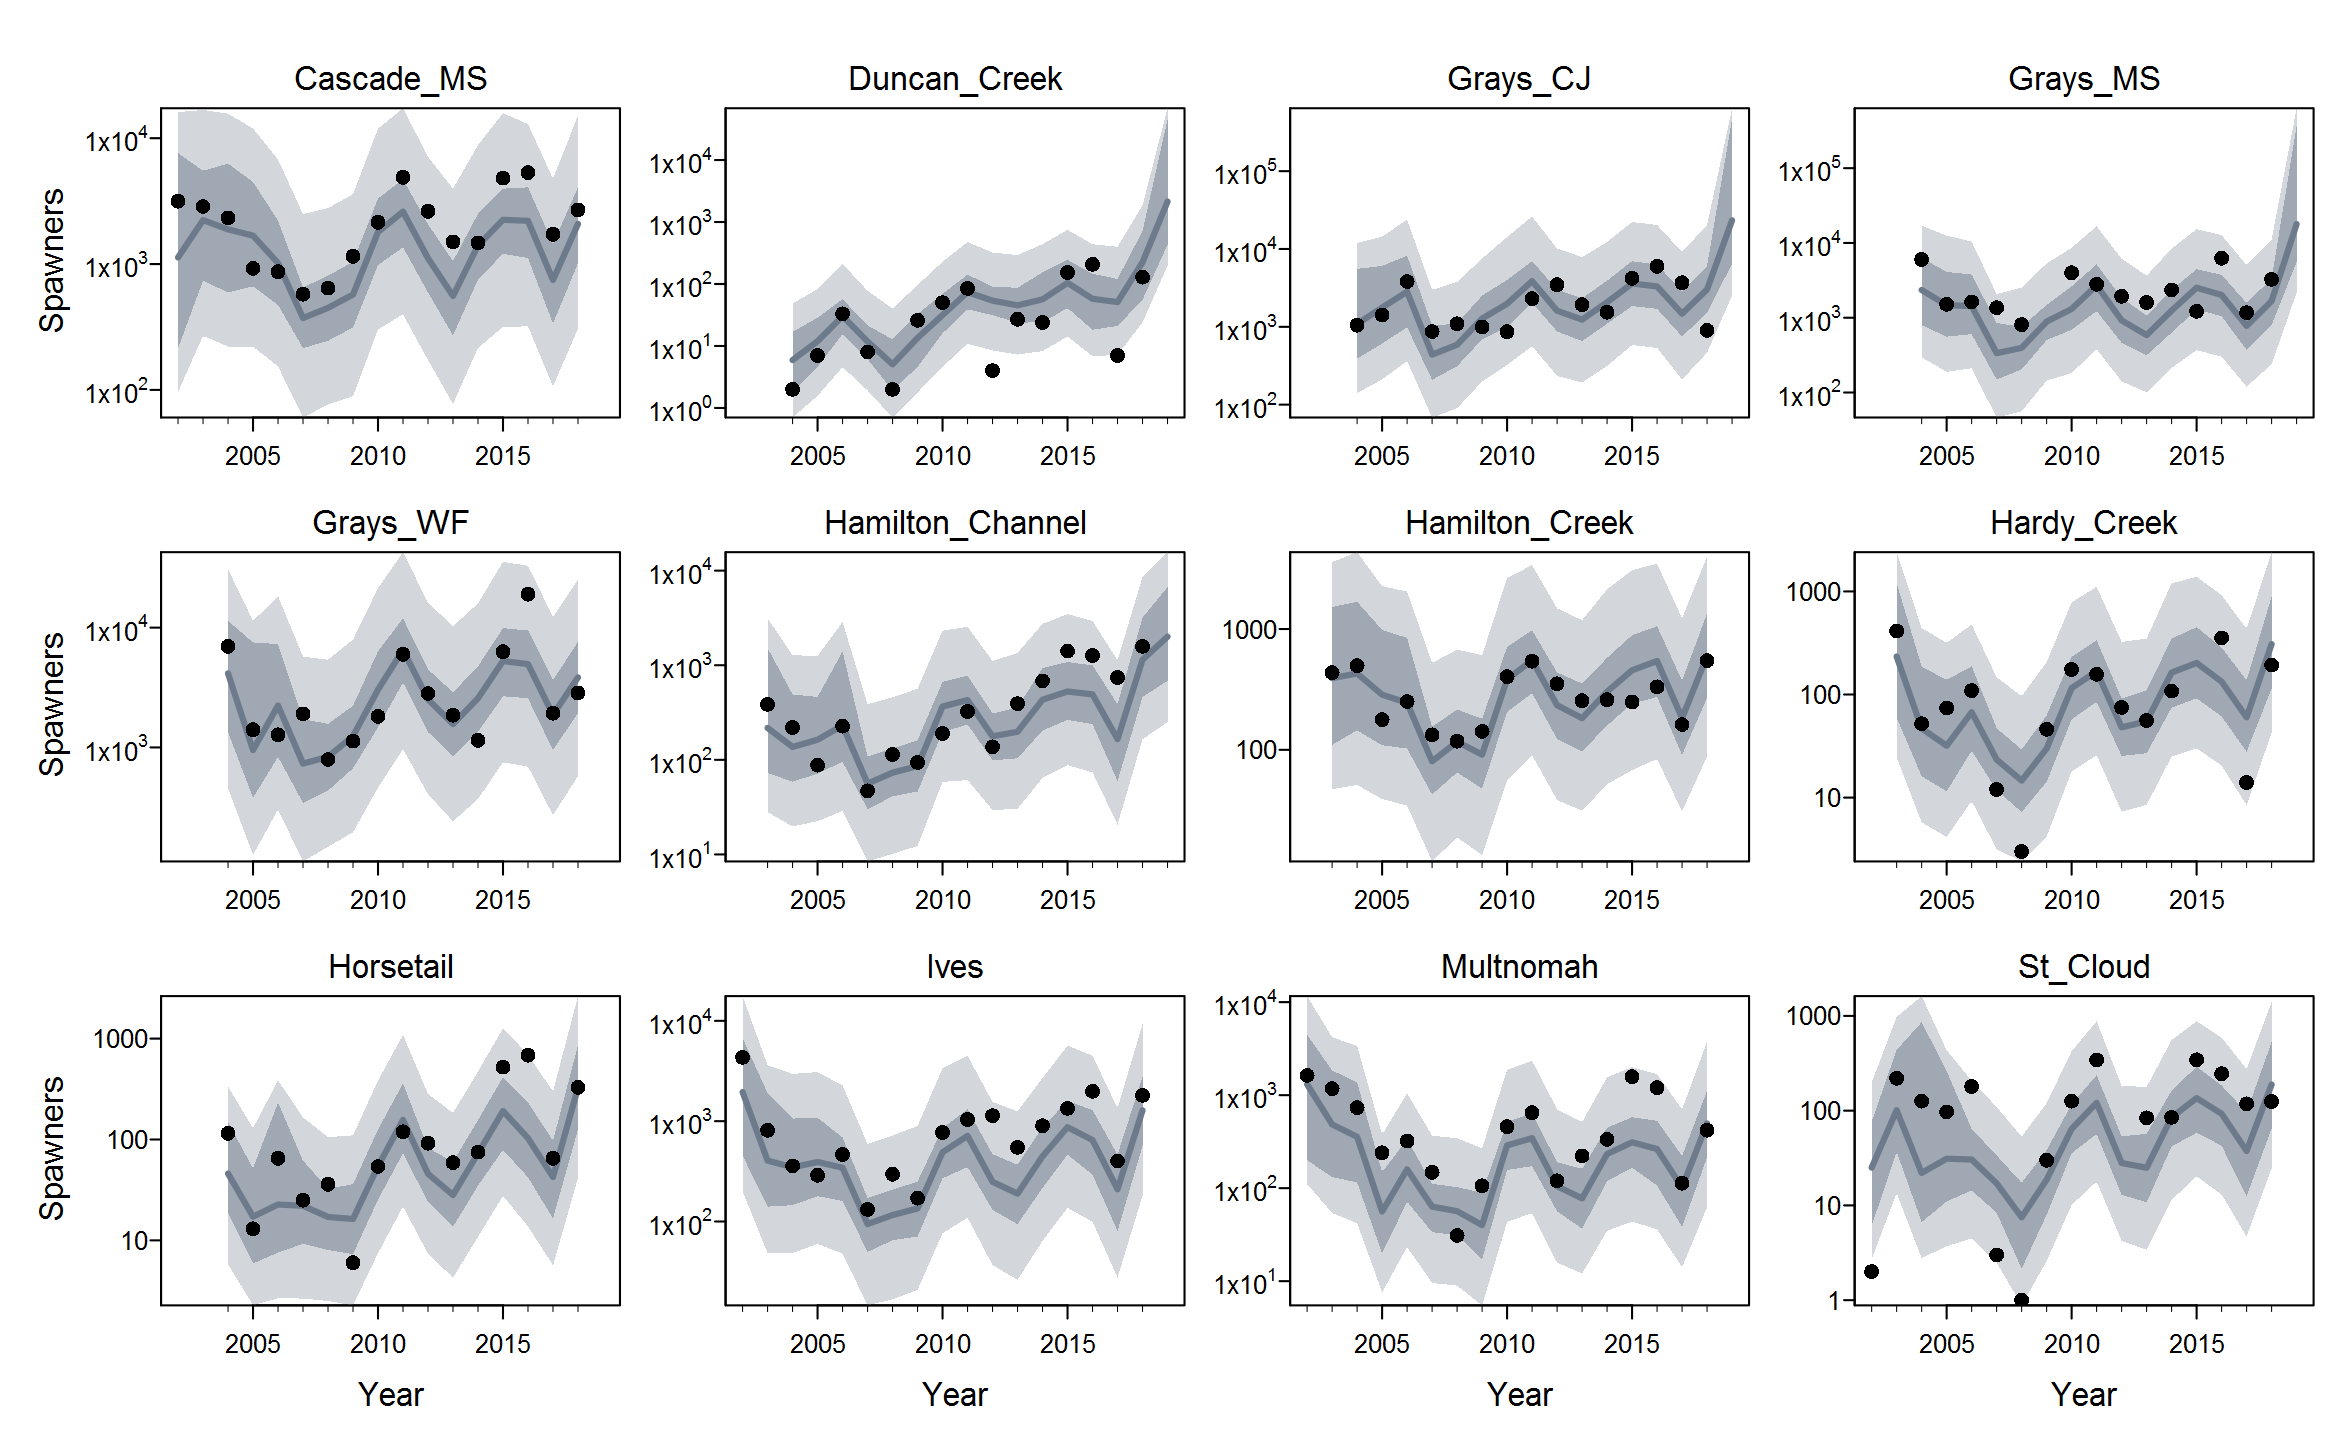 Cascade_MS Duncan_Creek Grays_CJ Grays_MS
Spawners
1x10^4
1x10^3
1x10^2
1x10^4
1x10^3
1x10^2
1x10^1
1x10^0
1x10^5
1x10^4
1x10^3
1x10^2
1x10^5
1x10^4
1x10^3
1x10^2
2005 2010 2015 2005 2010 2015 2005 2010 2015 2005 2010 2015
Grays_WF Hamilton_Channel Hamilton_Creek Hardy_Creek
Spawners
1x10^4
1x10^3
1x10^4
1x10^3
1x10^2
1x10^1
1000
100
1000
100
10
2005 2010 2015 2005 2010 2015 2005 2010 2015 2005 2010 2015
Horsetail Ives Multnomah St_Cloud
Spawners
1000
100
10
1x10^4
1x10^3
1x10^2
1x10^4
1x10^3
1x10^2
1x10^1
1000
100
10
1
2005 2010 2015 2005 2010 2015 2005 2010 2015 2005 2010 2015
Year Year Year Year